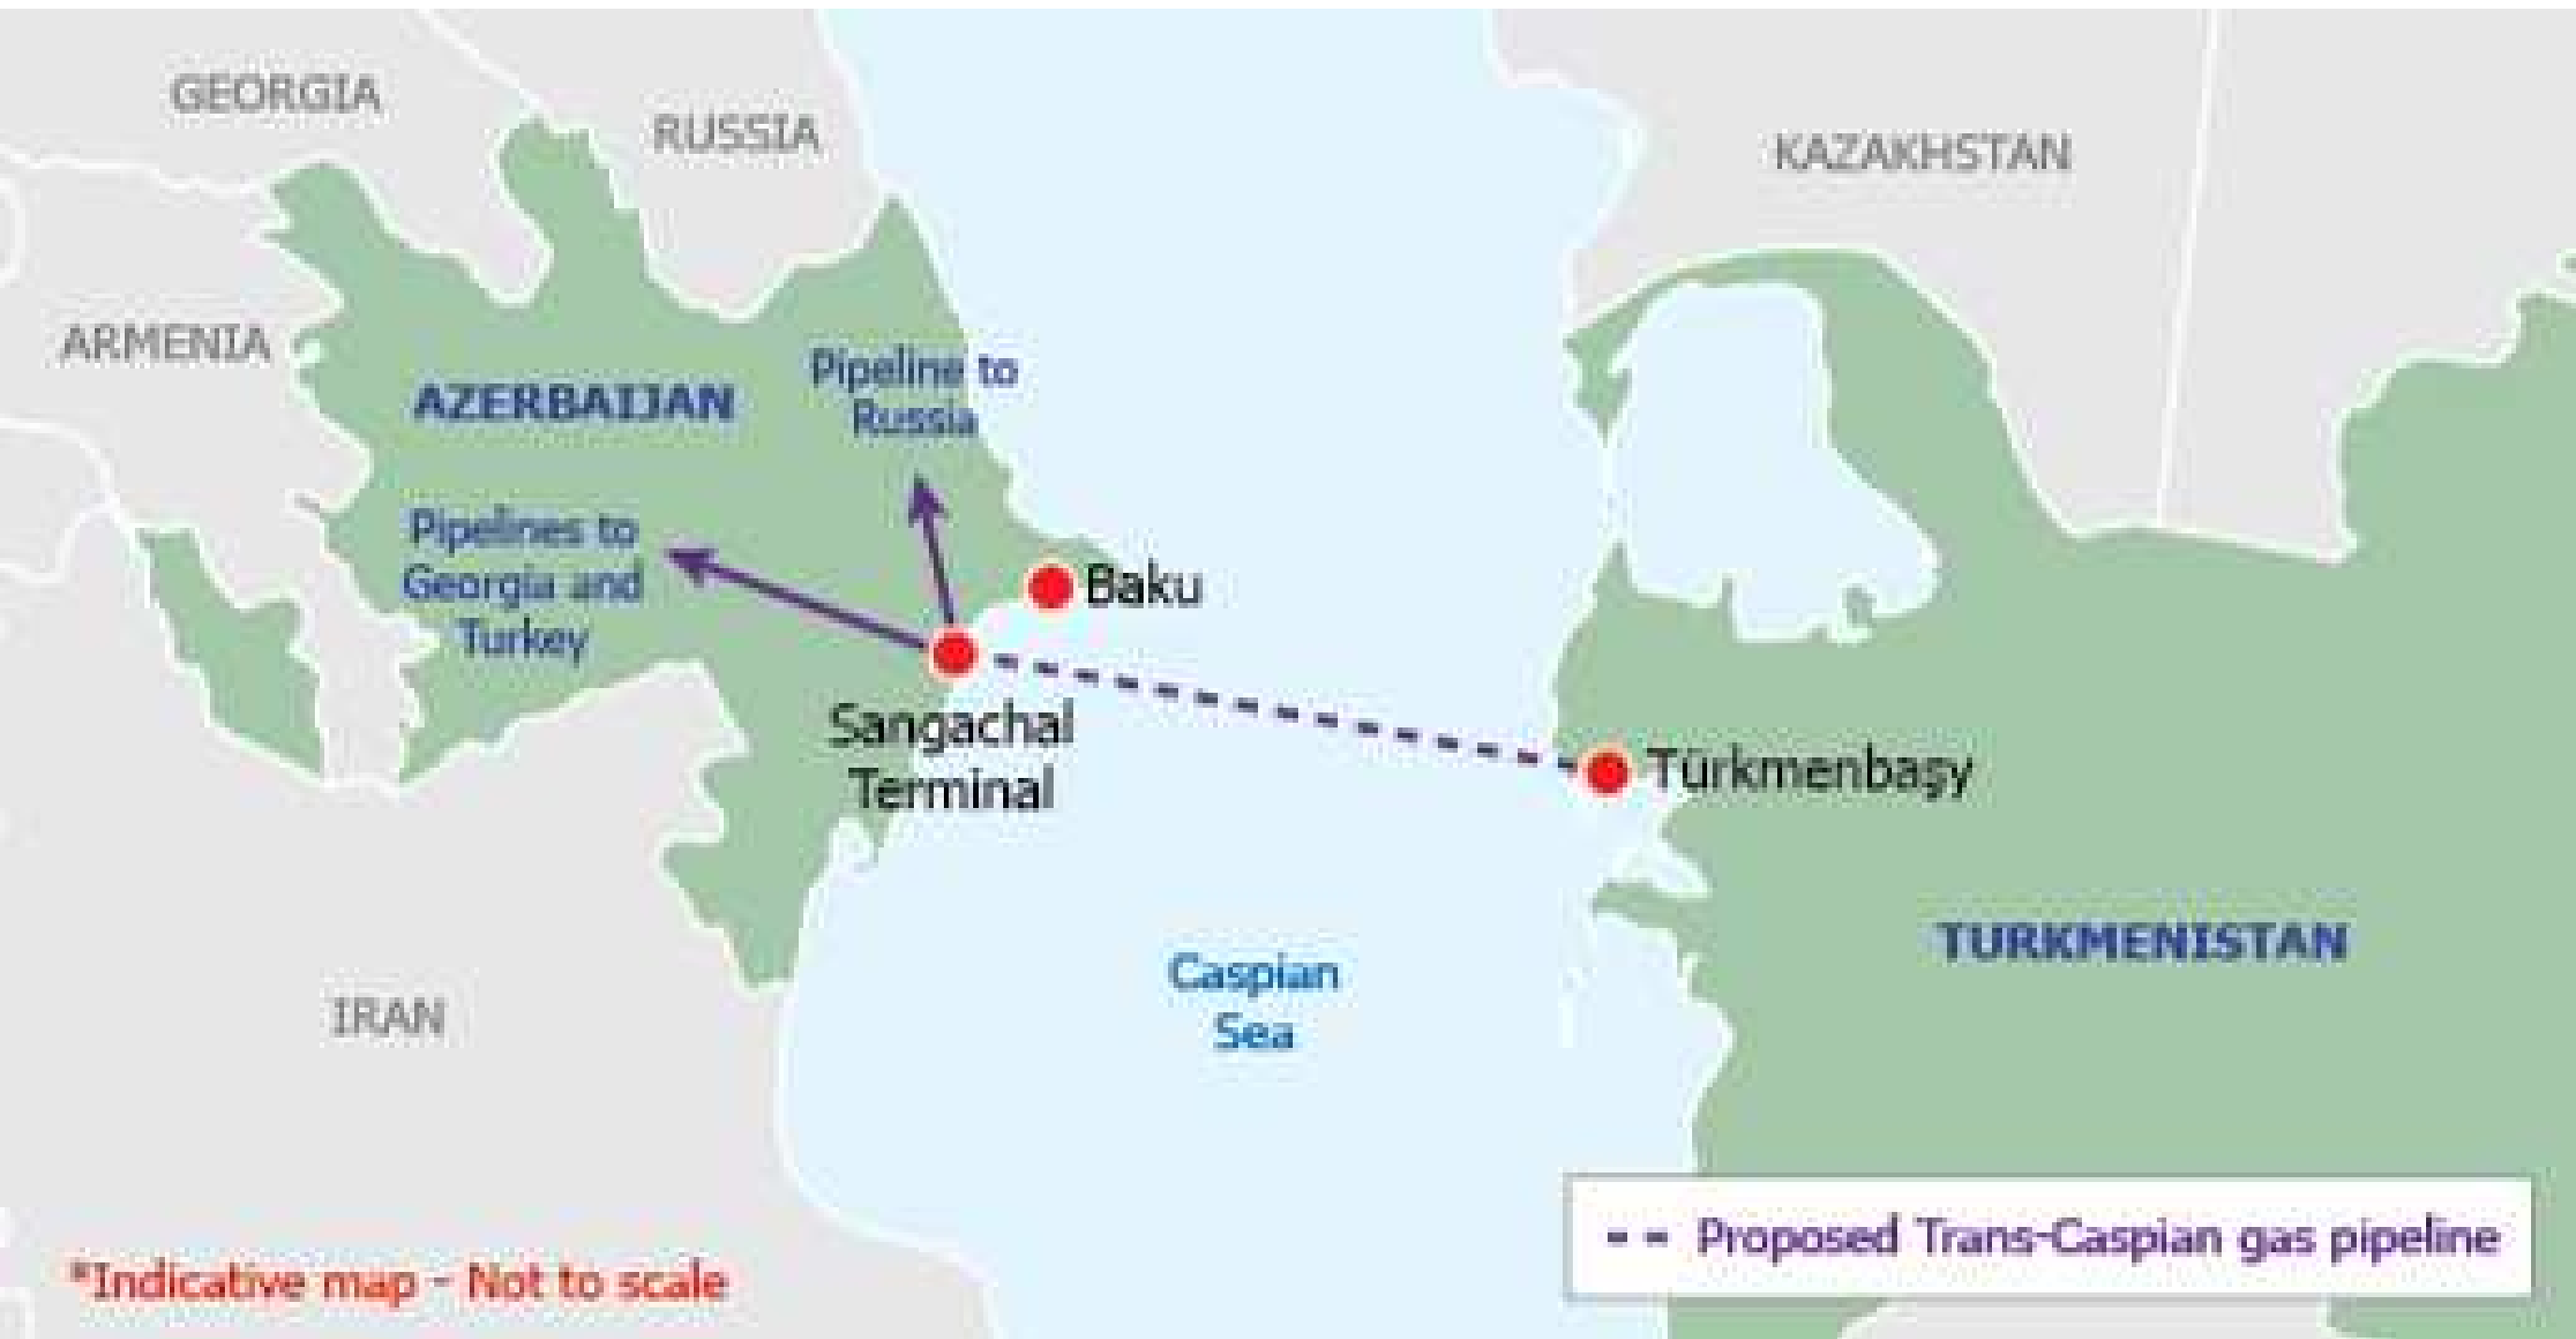 GEORGIA
RUSSIA
KAZAKHSTAN
ARMENIA
AZERBAIJAN
Pipeline to
Russia
Pipelines to
Georgia and
Turkey
Baku
Sangachal
Terminal
Türkmenbaşy
TURKMENISTAN
Caspian
Sea
IRAN
Proposed Trans-Caspian gas pipeline
*Indicative map - Not to scale